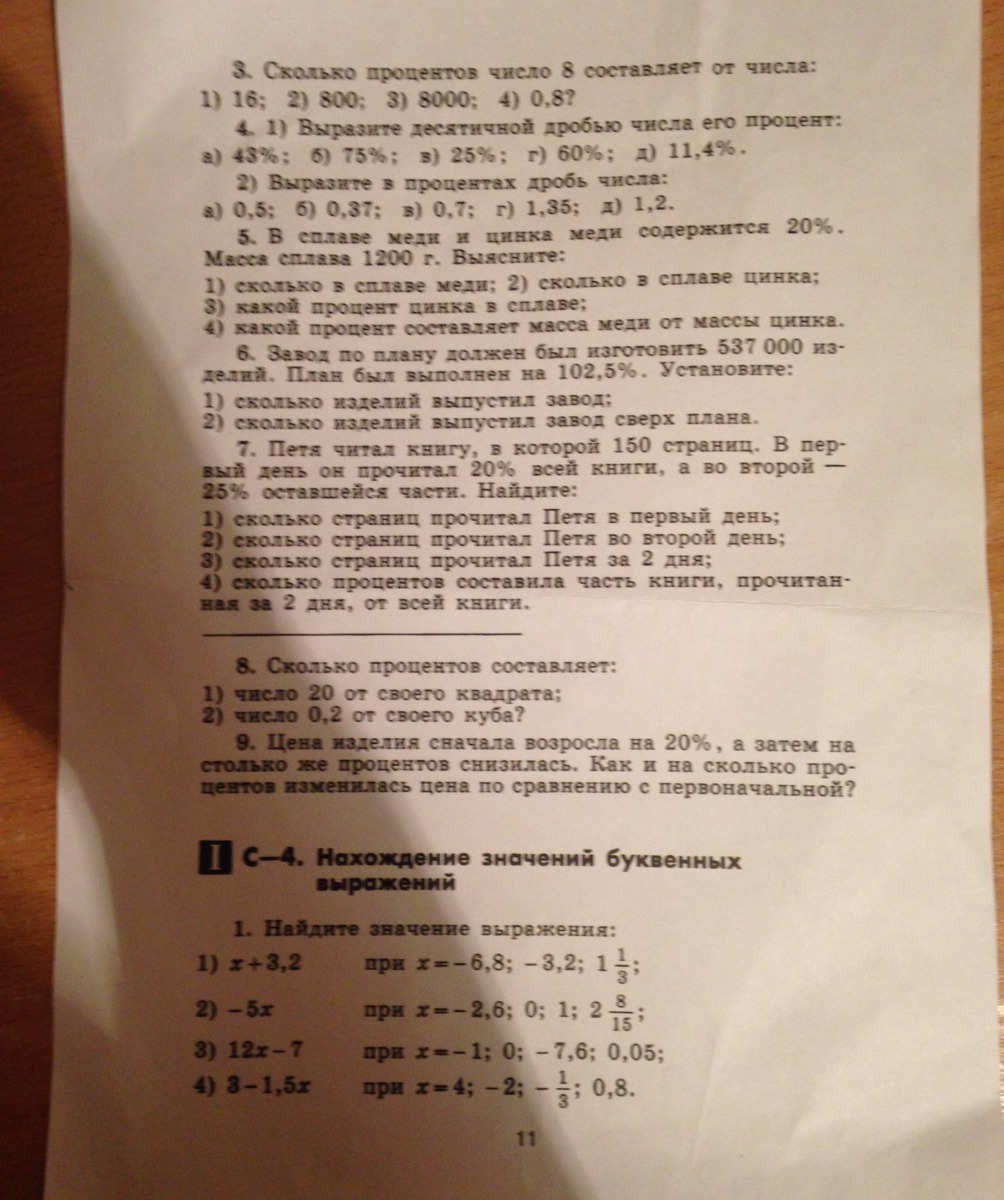 3. Сколько процентов число 8 составляет от числа:
1) 16; 2) 800; 3) 8000; 4) 0,8?
4. 1) Выразите десятичной дробью числа его процент:
а) 43%; б) 75%; в) 25%; г) 60%; д) 11,4%.
2) Выразите в процентах дробь числа:
а) 0,5; б) 0,37; в) 0,7; г) 1,35; д) 1,2.
5. В сплаве меди и цинка меди содержится 20%.
Масса сплава 1200 г. Выясните:
1) сколько в сплаве меди; 2) сколько в сплаве цинка;
3) какой процент цинка в сплаве;
4) какой процент составляет масса меди от массы цинка.
6. Завод по плану должен был изготовить 537 000 из-
делий. План был выполнен на 102,5%. Установите:
1) сколько изделий выпустил завод;
2) сколько изделий выпустил завод сверх плана.
7. Петя читал книгу, в которой 150 страниц. В пер-
вый день он прочитал 20% всей книги, а во второй —
25% оставшейся части. Найдите:
1) сколько страниц прочитал Петя в первый день;
2) сколько страниц прочитал Петя во второй день;
3) сколько страниц прочитал Петя за 2 дня;
4) сколько процентов составила часть книги, прочитан-
ная за 2 дня, от всей книги.
8. Сколько процентов составляет:
1) число 20 от своего квадрата;
2) число 0,2 от своего куба?
9. Цена изделия сначала возросла на 20%, а затем на
столько же процентов снизилась. Как и на сколько про-
центов изменилась цена по сравнению с первоначальной?
I С—4. Нахождение значений буквенных
выражений
1. Найдите значение выражения:
1) x+3,2 при x=−6,8; −3,2; 1 1/3;
2) −5x при x=−2,6; 0; 1; 2 8/15;
3) 12x−7 при x=−1; 0; −7,6; 0,05;
4) 3−1,5x при x=4; −2; −1/3; 0,8.
11